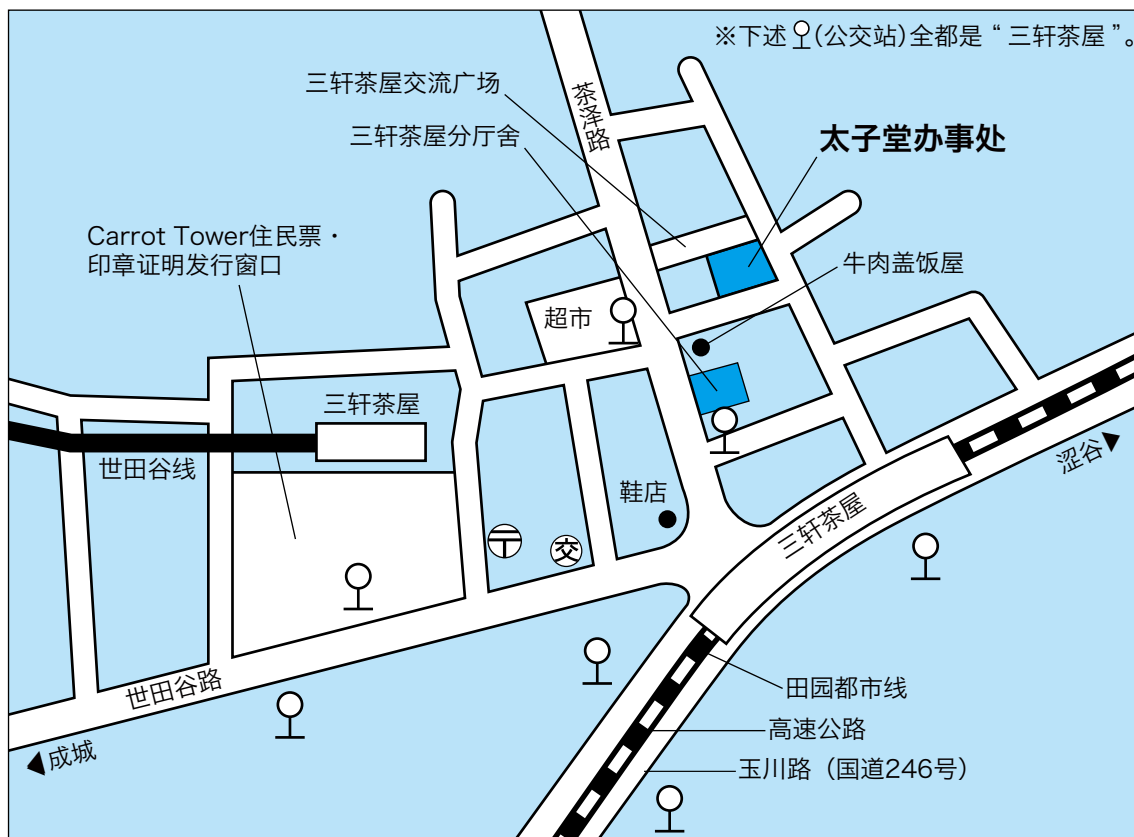 ※下述(公交站)全都是“三轩茶屋”。
三轩茶屋交流广场
茶泽路
三轩茶屋分厅舍
太子堂办事处
Carrot Tower住民票・
印章证明发行窗口
牛肉盖饭屋
超市
三轩茶屋
世田谷线
涩谷
鞋店
三轩茶屋
〒
交
世田谷路
田园都市线
成城
高速公路
玉川路（国道246号）